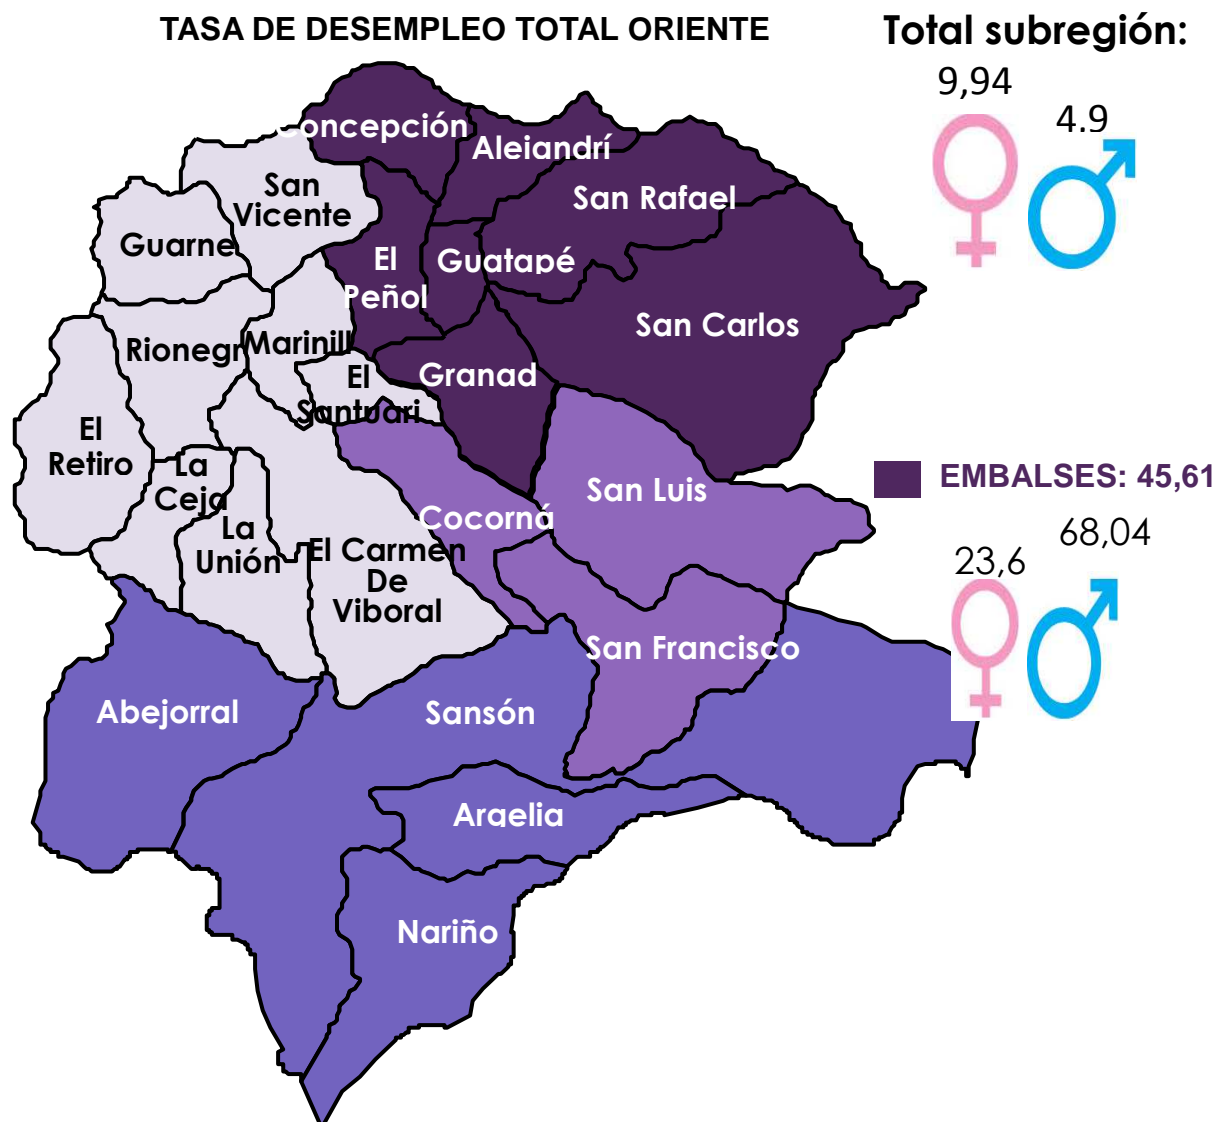 TASA DE DESEMPLEO TOTAL ORIENTE
Total subregión:
9,94
4.9
Concepción
Alejandrí
San
Vicente
San Rafael
Guarne
El
Peñol
Guatapé
San Carlos
Rionegr
Marinill
El
Santuari
Granad
El
Retiro
La
Ceja
La
Unión
San Luis
EMBALSES: 45,61
Cocorná
El Carmen
De
Viboral
68,04
23,6
San Francisco
Abejorral
Sansón
Argelia
Nariño